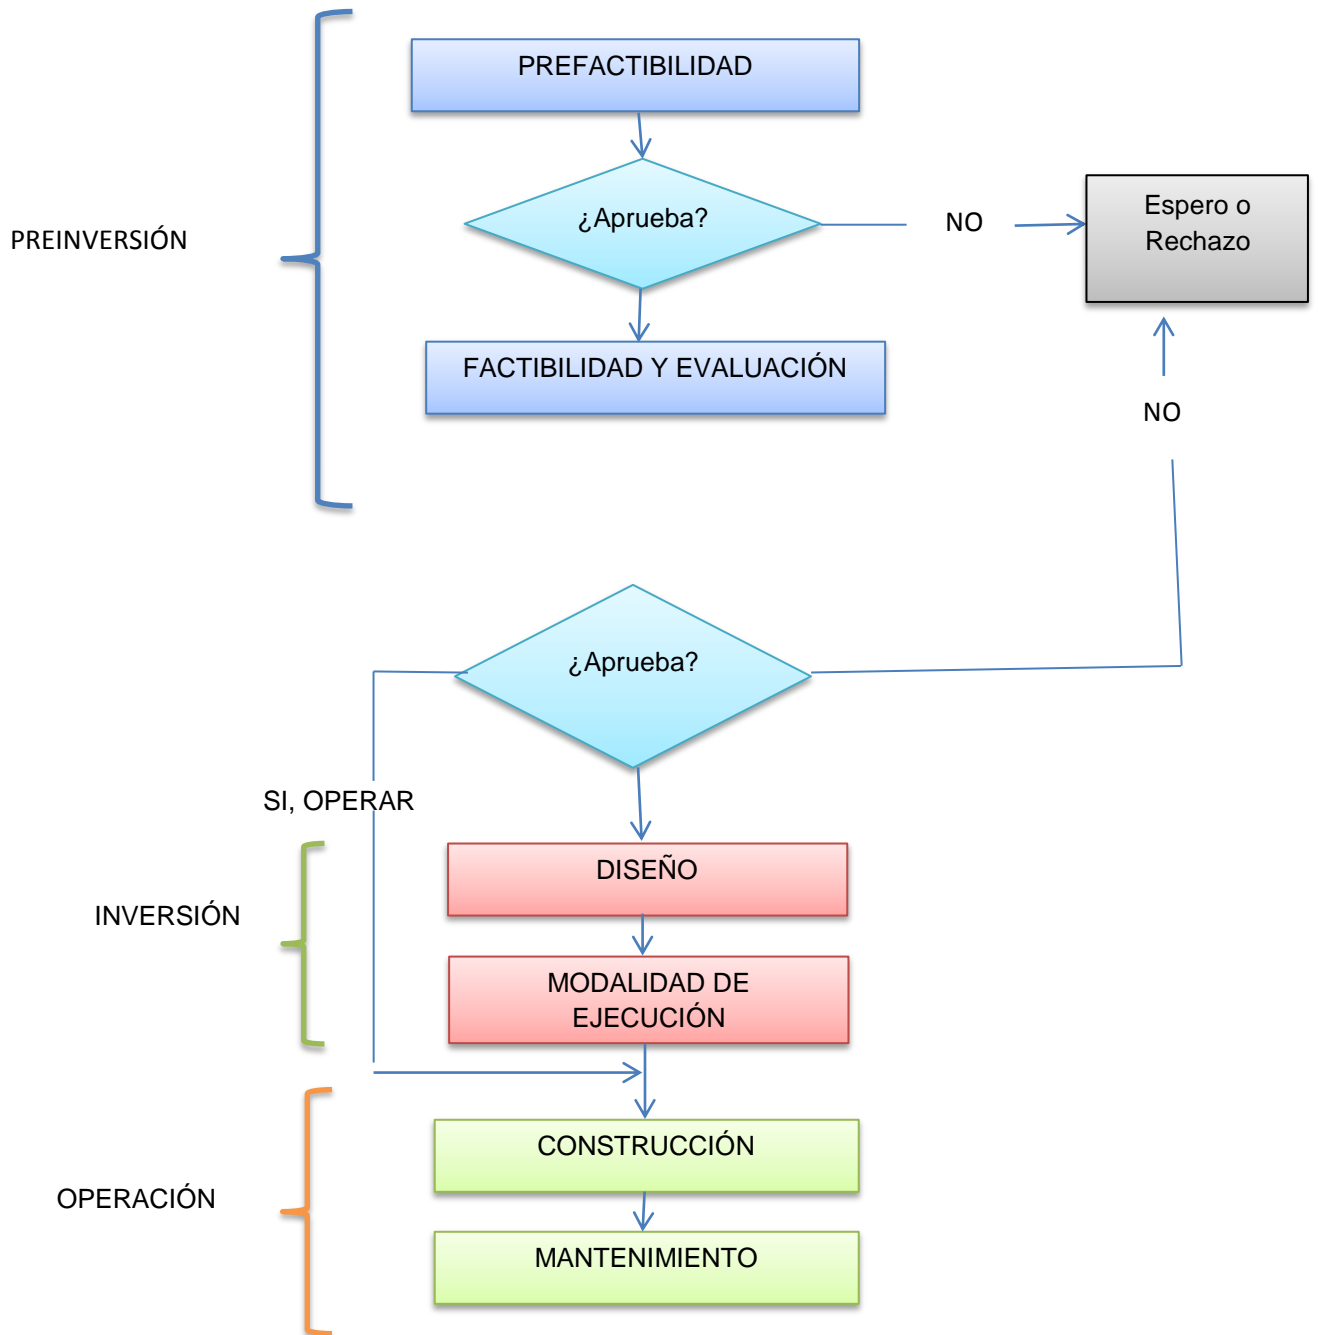 PREFACTIBILIDAD
¿Aprueba?
NO
Espero o
Rechazo
PREINVERSIÓN
FACTIBILIDAD Y EVALUACIÓN
NO
¿Aprueba?
SI, OPERAR
DISEÑO
INVERSIÓN
MODALIDAD DE
EJECUCIÓN
CONSTRUCCIÓN
OPERACIÓN
MANTENIMIENTO